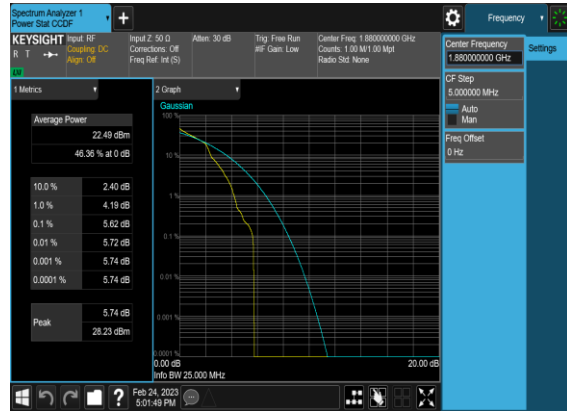 Spectrum Analyzer 1
Power Stat CCDF
Frequency
KEYSIGHT
R T
LW
Input: RF
Coupling: DC
Align: Off
Input Z: 50 Ω
Corrections: Off
Freq Ref: Int (S)
Atten: 30 dB
Trig: Free Run
#IF Gain: Low
Center Freq: 1.880000000 GHz
Counts: 1.00 M/1.00 Mpt
Radio Std: None
Center Frequency
1.880000000 GHz
Settings
CF Step
5.000000 MHz
Auto
Man
Freq Offset
0 Hz
1 Metrics
Average Power
22.49 dBm
46.36 % at 0 dB
10.0 % 2.40 dB
1.0 % 4.19 dB
0.1 % 5.62 dB
0.01 % 5.72 dB
0.001 % 5.74 dB
0.0001 % 5.74 dB
Peak
5.74 dB
28.23 dBm
2 Graph
Gaussian
100 %
10 %
1 %
0.1 %
0.01 %
0.001 %
0.0001 %
0.00 dB
20.00 dB
Info BW 25.000 MHz
Feb 24, 2023
5:01:49 PM